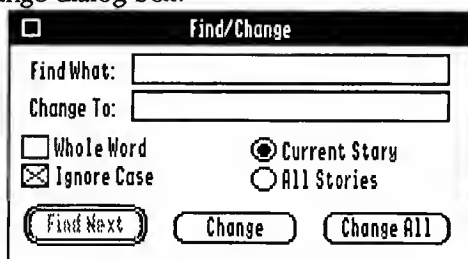 Find/Change
Find What:
Change To:
Whole Word
Current Story
Ignore Case
All Stories
Find Next
Change
Change All